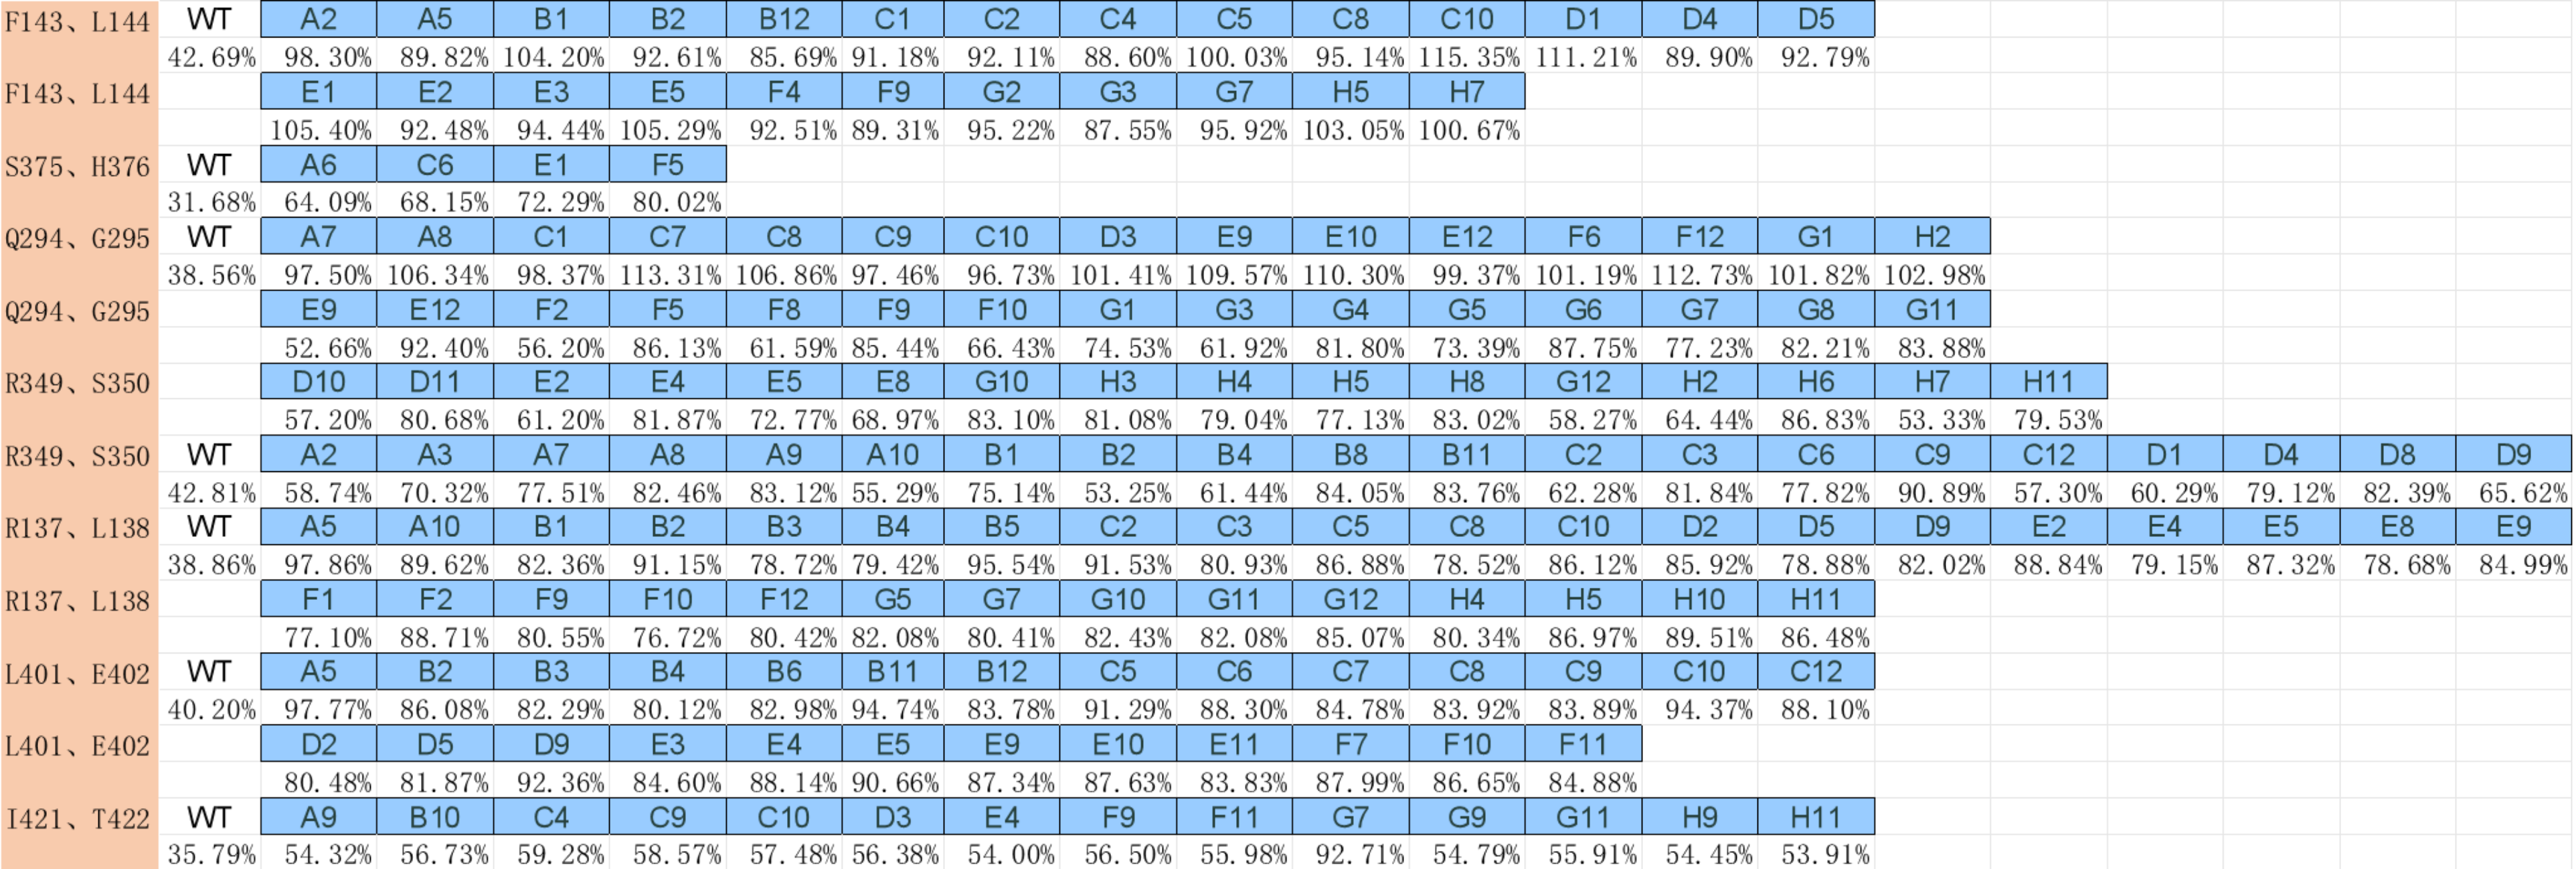 F143、L144 WT A2 A5 B1 B2 B12 C1 C2 C4 C5 C8 C10 D1 D4 D5
42.69% 98.30% 89.82% 104.20% 92.61% 85.69% 91.18% 92.11% 88.60% 100.03% 95.14% 115.35% 111.21% 89.90% 92.79%
F143、L144 E1 E2 E3 E5 F4 F9 G2 G3 G7 H5 H7
105.40% 92.48% 94.44% 105.29% 92.51% 89.31% 95.22% 87.55% 95.92% 103.05% 100.67%
S375、H376 WT A6 C6 E1 F5
31.68% 64.09% 68.15% 72.29% 80.02%
Q294、G295 WT A7 A8 C1 C7 C8 C9 C10 D3 E9 E10 E12 F6 F12 G1 H2
38.56% 97.50% 106.34% 98.37% 113.31% 106.86% 97.46% 96.73% 101.41% 109.57% 110.30% 99.37% 101.19% 112.73% 101.82% 102.98%
Q294、G295 E9 E12 F2 F5 F8 F9 F10 G1 G3 G4 G5 G6 G7 G8 G11
52.66% 92.40% 56.20% 86.13% 61.59% 85.44% 66.43% 74.53% 61.92% 81.80% 73.39% 87.75% 77.23% 82.21% 83.88%
R349、S350 D10 D11 E2 E4 E5 E8 G10 H3 H4 H5 H8 G12 H2 H6 H7 H11
57.20% 80.68% 61.20% 81.87% 72.77% 68.97% 83.10% 81.08% 79.04% 77.13% 83.02% 58.27% 64.44% 86.83% 53.33% 79.53%
R349、S350 WT A2 A3 A7 A8 A9 A10 B1 B2 B4 B8 B11 C2 C3 C6 C9 C12 D1 D4 D8 D9
42.81% 58.74% 70.32% 77.51% 82.46% 83.12% 55.29% 75.14% 53.25% 61.44% 84.05% 83.76% 62.28% 81.84% 77.82% 90.89% 57.30% 60.29% 79.12% 82.39% 65.62%
R137、L138 WT A5 A10 B1 B2 B3 B4 B5 C2 C3 C5 C8 C10 D2 D5 D9 E2 E4 E5 E8 E9
38.86% 97.86% 89.62% 82.36% 91.15% 78.72% 79.42% 95.54% 91.53% 80.93% 86.88% 78.52% 86.12% 85.92% 78.88% 82.02% 88.84% 79.15% 87.32% 78.68% 84.99%
R137、L138 F1 F2 F9 F10 F12 G5 G7 G10 G11 G12 H4 H5 H10 H11
77.10% 88.71% 80.55% 76.72% 80.42% 82.08% 80.41% 82.43% 82.08% 85.07% 80.34% 86.97% 89.51% 86.48%
L401、E402 WT A5 B2 B3 B4 B6 B11 B12 C5 C6 C7 C8 C9 C10 C12
40.20% 97.77% 86.08% 82.29% 80.12% 82.98% 94.74% 83.78% 91.29% 88.30% 84.78% 83.92% 83.89% 94.37% 88.10%
L401、E402 D2 D5 D9 E3 E4 E5 E9 E10 E11 F7 F10 F11
80.48% 81.87% 92.36% 84.60% 88.14% 90.66% 87.34% 87.63% 83.83% 87.99% 86.65% 84.88%
I421、T422 WT A9 B10 C4 C9 C10 D3 E4 F9 F11 G7 G9 G11 H9 H11
35.79% 54.32% 56.73% 59.28% 58.57% 57.48% 56.38% 54.00% 56.50% 55.98% 92.71% 54.79% 55.91% 54.45% 53.91%